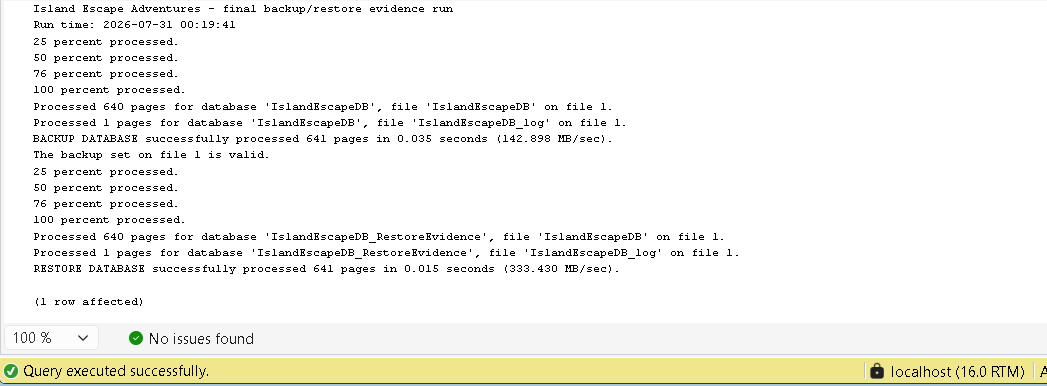 Island Escape Adventures - final backup/restore evidence run
Run time: 2026-07-31 00:19:41
25 percent processed.
50 percent processed.
76 percent processed.
100 percent processed.
Processed 640 pages for database 'IslandEscapeDB', file 'IslandEscapeDB' on file 1.
Processed 1 pages for database 'IslandEscapeDB', file 'IslandEscapeDB_log' on file 1.
BACKUP DATABASE successfully processed 641 pages in 0.035 seconds (142.898 MB/sec).
The backup set on file 1 is valid.
25 percent processed.
50 percent processed.
76 percent processed.
100 percent processed.
Processed 640 pages for database 'IslandEscapeDB_RestoreEvidence', file 'IslandEscapeDB' on file 1.
Processed 1 pages for database 'IslandEscapeDB_RestoreEvidence', file 'IslandEscapeDB_log' on file 1.
RESTORE DATABASE successfully processed 641 pages in 0.015 seconds (333.430 MB/sec).
(1 row affected)
100 % No issues found
Query executed successfully. localhost (16.0 RTM)